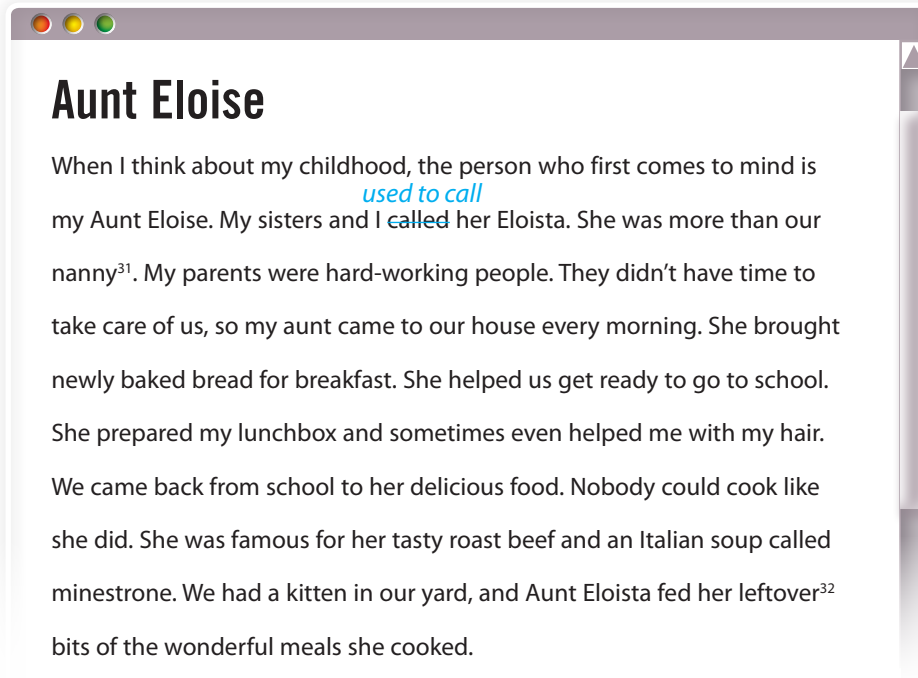 Aunt Eloise
When I think about my childhood, the person who first comes to mind is
used to call
my Aunt Eloise. My sisters and I called her Eloista. She was more than our
nanny³¹. My parents were hard-working people. They didn’t have time to
take care of us, so my aunt came to our house every morning. She brought
newly baked bread for breakfast. She helped us get ready to go to school.
She prepared my lunchbox and sometimes even helped me with my hair.
We came back from school to her delicious food. Nobody could cook like
she did. She was famous for her tasty roast beef and an Italian soup called
minestrone. We had a kitten in our yard, and Aunt Eloista fed her leftover³²
bits of the wonderful meals she cooked.